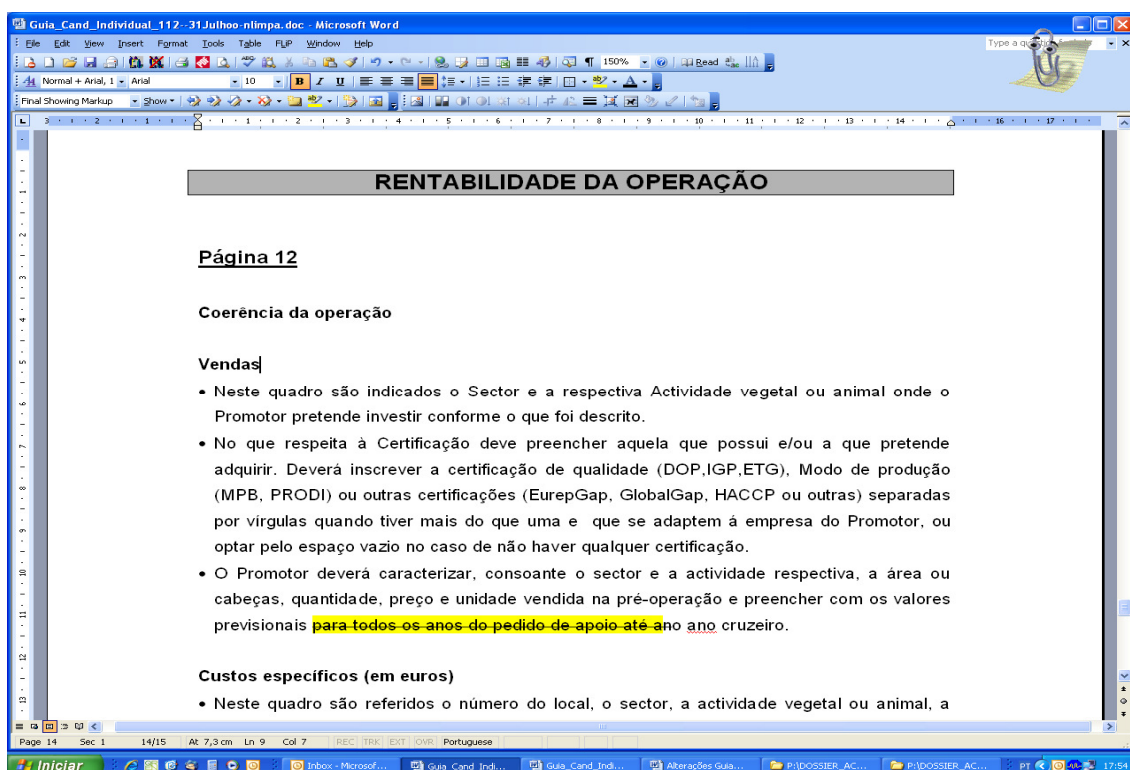 Guia_Cand_Individual_112--31Julhoo-nlimpa.doc - Microsoft Word
File Edit View Insert Format Tools Table FLiP Window Help
150% Read
Normal + Arial, 1 Arial 10 B I U
Final Showing Markup Show
RENTABILIDADE DA OPERAÇÃO
Página 12
Coerência da operação
Vendas
• Neste quadro são indicados o Sector e a respectiva Actividade vegetal ou animal onde o
Promotor pretende investir conforme o que foi descrito.
• No que respeita à Certificação deve preencher aquela que possui e/ou a que pretende
adquirir. Deverá inscrever a certificação de qualidade (DOP,IGP,ETG), Modo de produção
(MPB, PRODI) ou outras certificações (EurepGap, GlobalGap, HACCP ou outras) separadas
por vírgulas quando tiver mais do que uma e que se adaptem á empresa do Promotor, ou
optar pelo espaço vazio no caso de não haver qualquer certificação.
• O Promotor deverá caracterizar, consoante o sector e a actividade respectiva, a área ou
cabeças, quantidade, preço e unidade vendida na pré-operação e preencher com os valores
previsionais para todos os anos do pedido de apoio até ano ano cruzeiro.
Custos específicos (em euros)
• Neste quadro são referidos o número do local, o sector, a actividade vegetal ou animal, a
Page 14 Sec 1 14/15 At 7,3 cm Ln 9 Col 7 REC TRK EXT OVR Portuguese
Iniciar Inbox - Microsof... Guia_Cand_Indi... Guia_Cand_Ind... Alterações Guia... P:\DOSSIER_AC... P:\DOSSIER_AC... PT 17:54